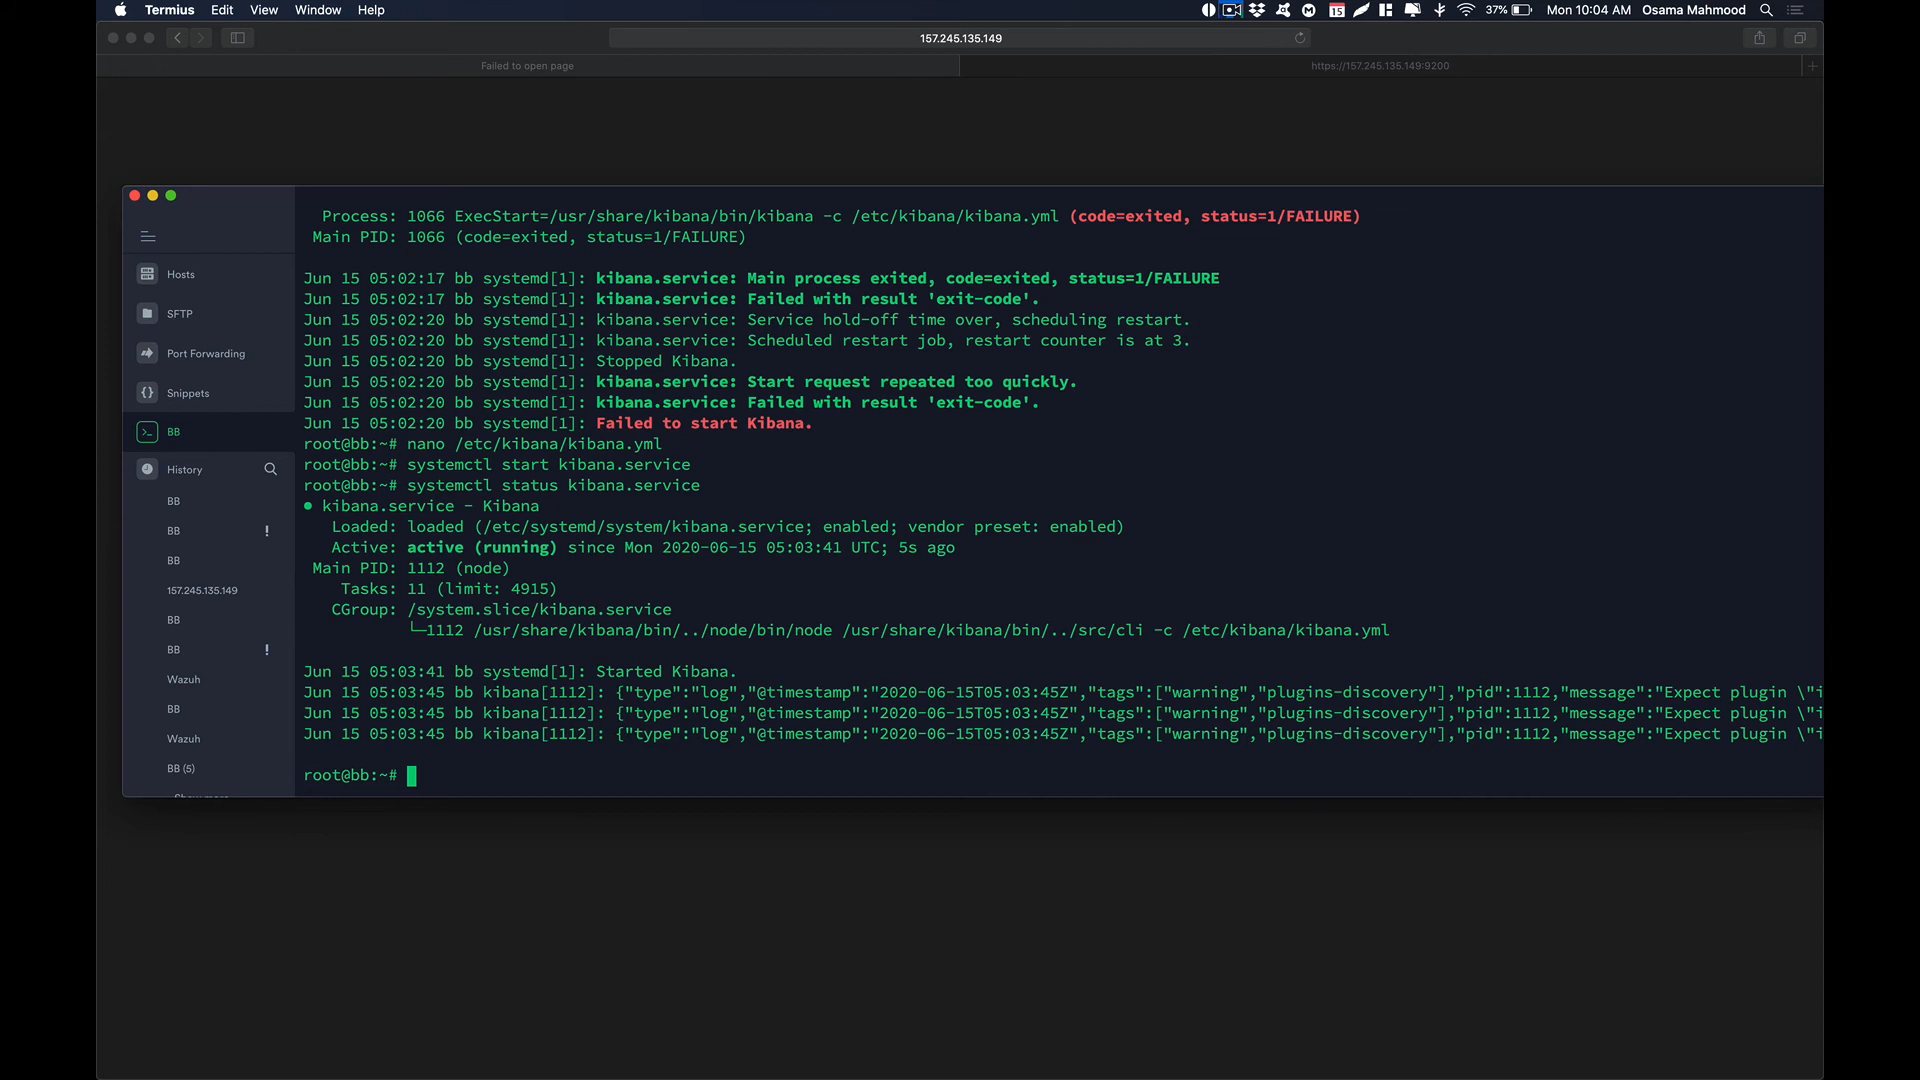 Termius Edit View Window Help 15 37% Mon 10:04 AM Osama Mahmood
157.245.135.149
Failed to open page https://157.245.135.149:9200
Process: 1066 ExecStart=/usr/share/kibana/bin/kibana -c /etc/kibana/kibana.yml (code=exited, status=1/FAILURE)
Main PID: 1066 (code=exited, status=1/FAILURE)
Jun 15 05:02:17 bb systemd[1]: kibana.service: Main process exited, code=exited, status=1/FAILURE
Jun 15 05:02:17 bb systemd[1]: kibana.service: Failed with result 'exit-code'.
Jun 15 05:02:20 bb systemd[1]: kibana.service: Service hold-off time over, scheduling restart.
Jun 15 05:02:20 bb systemd[1]: kibana.service: Scheduled restart job, restart counter is at 3.
Jun 15 05:02:20 bb systemd[1]: Stopped Kibana.
Jun 15 05:02:20 bb systemd[1]: kibana.service: Start request repeated too quickly.
Jun 15 05:02:20 bb systemd[1]: kibana.service: Failed with result 'exit-code'.
Jun 15 05:02:20 bb systemd[1]: Failed to start Kibana.
root@bb:~# nano /etc/kibana/kibana.yml
root@bb:~# systemctl start kibana.service
root@bb:~# systemctl status kibana.service
● kibana.service - Kibana
Loaded: loaded (/etc/systemd/system/kibana.service; enabled; vendor preset: enabled)
Active: active (running) since Mon 2020-06-15 05:03:41 UTC; 5s ago
Main PID: 1112 (node)
Tasks: 11 (limit: 4915)
CGroup: /system.slice/kibana.service
└─1112 /usr/share/kibana/bin/../node/bin/node /usr/share/kibana/bin/../src/cli -c /etc/kibana/kibana.yml
Jun 15 05:03:41 bb systemd[1]: Started Kibana.
Jun 15 05:03:45 bb kibana[1112]: {"type":"log","@timestamp":"2020-06-15T05:03:45Z","tags":["warning","plugins-discovery"],"pid":1112,"message":"Expect plugin \"i
Jun 15 05:03:45 bb kibana[1112]: {"type":"log","@timestamp":"2020-06-15T05:03:45Z","tags":["warning","plugins-discovery"],"pid":1112,"message":"Expect plugin \"i
Jun 15 05:03:45 bb kibana[1112]: {"type":"log","@timestamp":"2020-06-15T05:03:45Z","tags":["warning","plugins-discovery"],"pid":1112,"message":"Expect plugin \"i
root@bb:~#
Hosts
SFTP
Port Forwarding
Snippets
BB
History
BB
BB !
BB
157.245.135.149
BB
BB !
Wazuh
BB
Wazuh
BB (5)